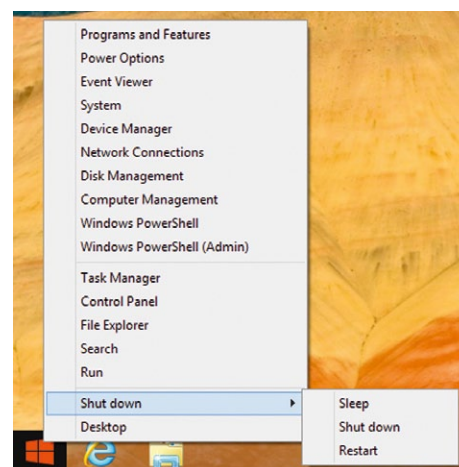 Programs and Features
Power Options
Event Viewer
System
Device Manager
Network Connections
Disk Management
Computer Management
Windows PowerShell
Windows PowerShell (Admin)
Task Manager
Control Panel
File Explorer
Search
Run
Shut down
Desktop
Sleep
Shut down
Restart